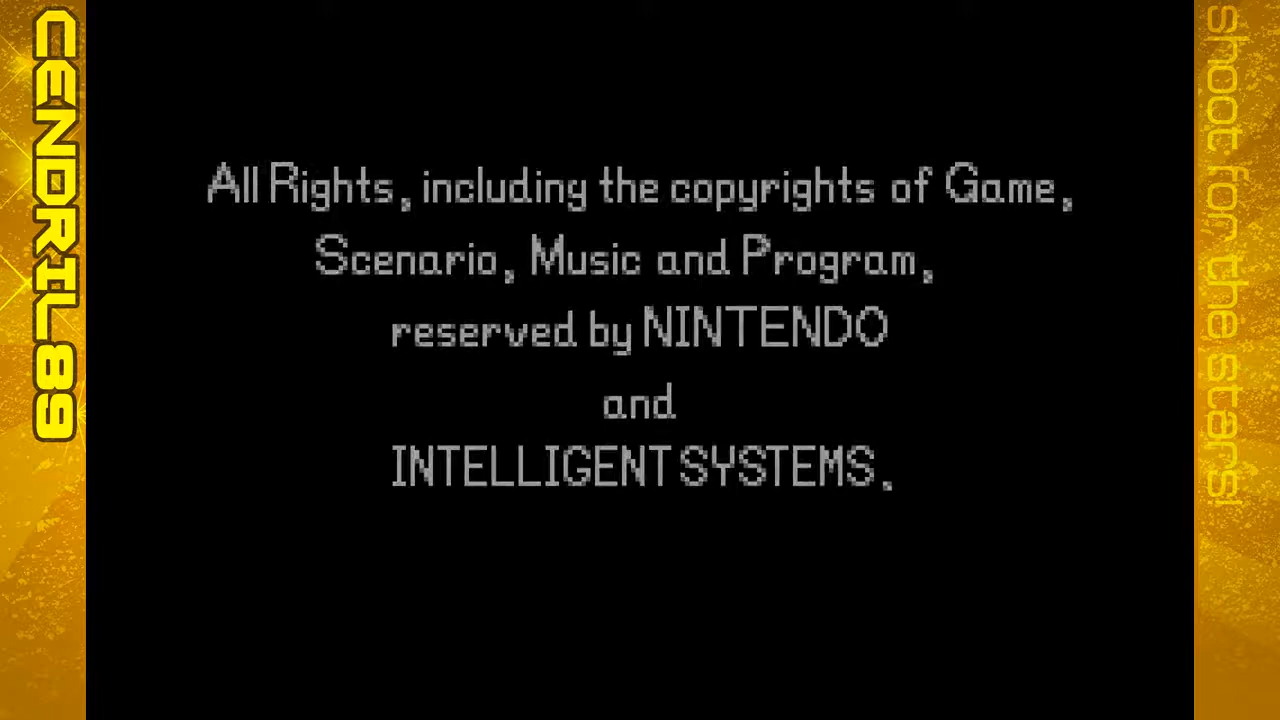 CENDRIL89
All Rights, including the copyrights of Game,
Scenario, Music and Program,
reserved by NINTENDO
and
INTELLIGENT SYSTEMS.
shoot for the stars!